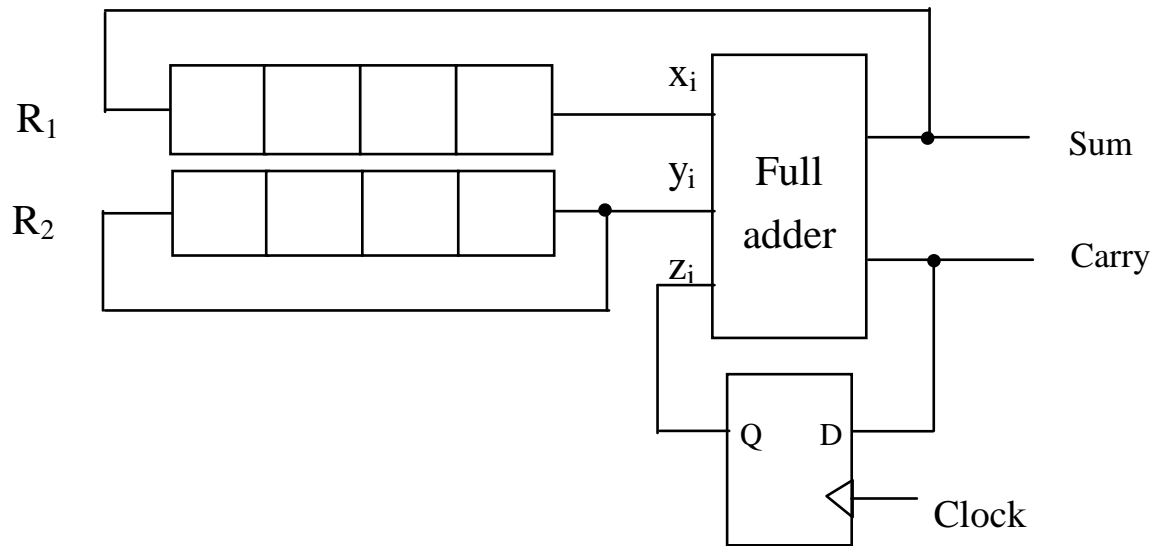 R₁
R₂
xᵢ
yᵢ
zᵢ
Full
adder
Sum
Carry
Q
D
Clock